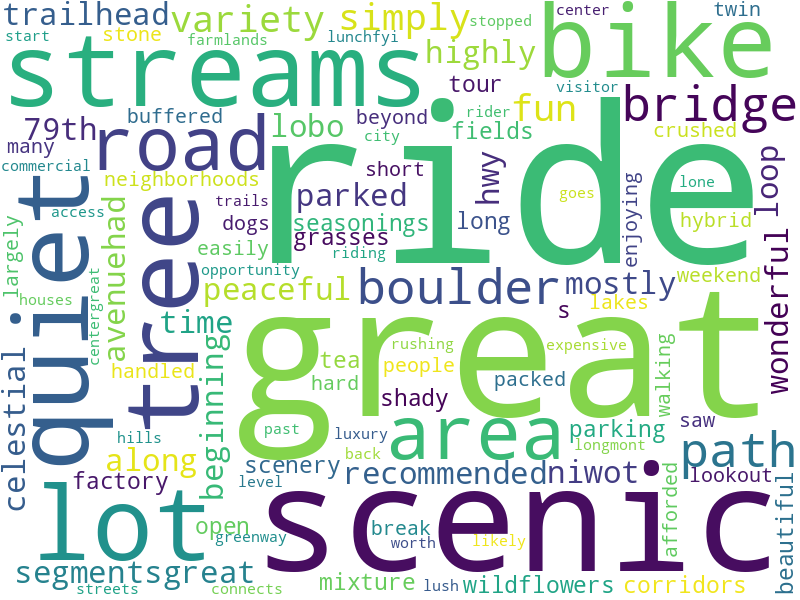 trailhead
variety
simply
stopped
center
twin
start
stone
farmlands
lunchfyi
bike
streams
highly
tour
visitor
79th
buffered
beyond
fun
bridge
many
road
lobo
city
fields
rider
crushed
commercial
ride
short
hwy
neighborhoods
parked
goes
lone
loop
quiet
access
tree
trails
dogs
seasonings
long
enjoying
hybrid
largely
avenuehad
easily
grasses
riding
houses
opportunity
peaceful
boulder
mostly
weekend
wonderful
centergreat
time
great
s
lakes
celestial
beginning
rushing
expensive
tea
people
walking
handled
hard
packed
shady
saw
past
area
parking
hills
luxury
longmont
path
along
scenery
back
factory
level
recommended
niwot
lookout
lot
scenic
afforded
beautiful
open
break
greenway
worth
likely
segmentsgreat
streets
connects
mixture
lush
wildflowers
corridors